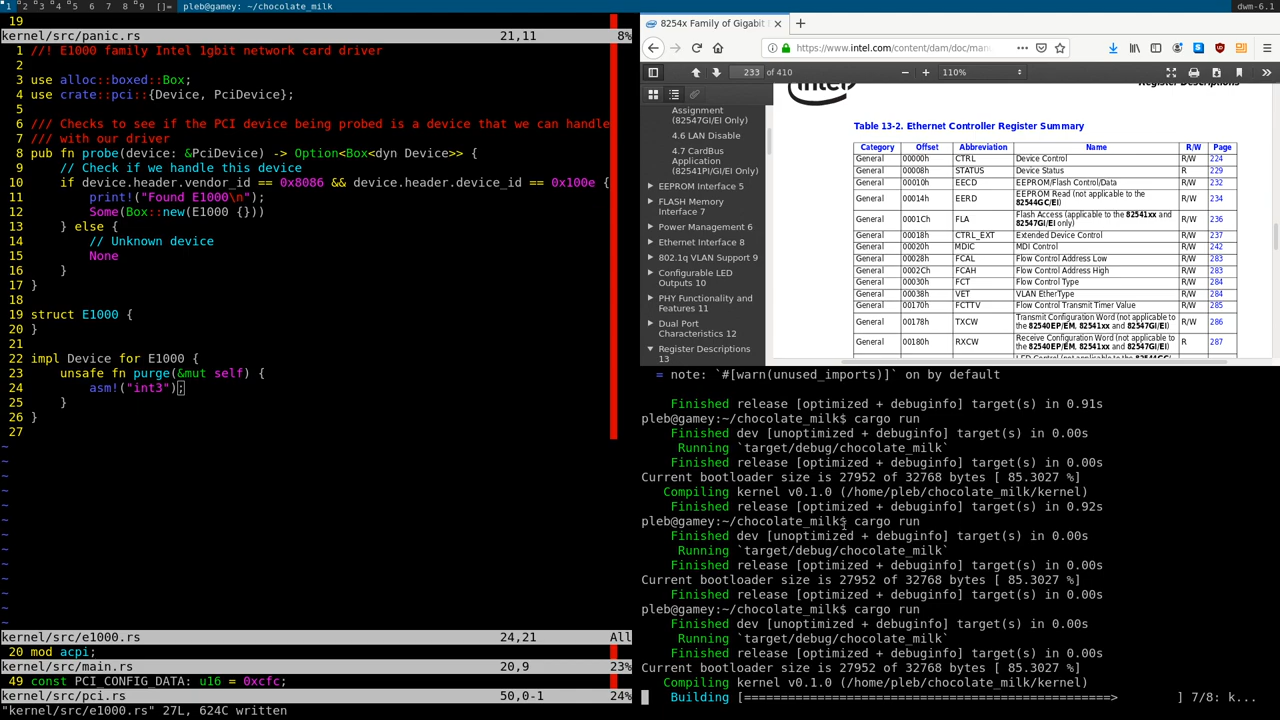 1 2 3 4 5 6 7 8 9 []= pleb@gamey: ~/chocolate_milk dwm-6.1
19
kernel/src/panic.rs 21,11 8%
1 //! E1000 family Intel 1gbit network card driver
2
3 use alloc::boxed::Box;
4 use crate::pci::{Device, PciDevice};
5
6 /// Checks to see if the PCI device being probed is a device that we can handle
7 /// with our driver
8 pub fn probe(device: &PciDevice) -> Option<Box<dyn Device>> {
9 // Check if we handle this device
10 if device.header.vendor_id == 0x8086 && device.header.device_id == 0x100e {
11 print!("Found E1000\n");
12 Some(Box::new(E1000 {}))
13 } else {
14 // Unknown device
15 None
16 }
17 }
18
19 struct E1000 {
20 }
21
22 impl Device for E1000 {
23 unsafe fn purge(&mut self) {
24 asm!("int3");
25 }
26 }
27
~
~
~
~
~
~
~
~
~
~
~
~
~
kernel/src/e1000.rs 24,21 All
20 mod acpi;
kernel/src/main.rs 20,9 23%
49 const PCI_CONFIG_DATA: u16 = 0xcfc;
kernel/src/pci.rs 50,0-1 24%
"kernel/src/e1000.rs" 27L, 624C written
8254x Family of Gigabit
https://www.intel.com/content/dam/doc/man
233 of 410 110%
Assignment
(82547GI/EI Only)
4.6 LAN Disable
4.7 CardBus
Application
(82541PI/GI/EI Only)
EEPROM Interface 5
FLASH Memory
Interface 7
Power Management 6
Ethernet Interface 8
802.1q VLAN Support 9
Configurable LED
Outputs 10
PHY Functionality and
Features 11
Dual Port
Characteristics 12
Register Descriptions
13
intel
Register Descriptions
Table 13-2. Ethernet Controller Register Summary
Category Offset Abbreviation Name R/W Page
General 00000h CTRL Device Control R/W 224
General 00008h STATUS Device Status R 229
General 00010h EECD EEPROM/Flash Control/Data R/W 232
General 00014h EERD EEPROM Read (not applicable to the 82544GC/EI) R/W 234
General 0001Ch FLA Flash Access (applicable to the 82541xx and 82547GI/EI only) R/W 236
General 00018h CTRL_EXT Extended Device Control R/W 237
General 00020h MDIC MDI Control R/W 242
General 00028h FCAL Flow Control Address Low R/W 283
General 0002Ch FCAH Flow Control Address High R/W 283
General 00030h FCT Flow Control Type R/W 284
General 00038h VET VLAN EtherType R/W 284
General 00170h FCTTV Flow Control Transmit Timer Value R/W 285
General 00178h TXCW Transmit Configuration Word (not applicable to the 82540EP/EM, 82541xx and 82547GI/EI) R/W 286
General 00180h RXCW Receive Configuration Word (not applicable to the 82540EP/EM, 82541xx and 82547GI/EI) R 287
= note: `#[warn(unused_imports)]` on by default
Finished release [optimized + debuginfo] target(s) in 0.91s
pleb@gamey:~/chocolate_milk$ cargo run
Finished dev [unoptimized + debuginfo] target(s) in 0.00s
Running `target/debug/chocolate_milk`
Finished release [optimized + debuginfo] target(s) in 0.00s
Current bootloader size is 27952 of 32768 bytes [ 85.3027 %]
Compiling kernel v0.1.0 (/home/pleb/chocolate_milk/kernel)
Finished release [optimized + debuginfo] target(s) in 0.92s
pleb@gamey:~/chocolate_milk$ cargo run
Finished dev [unoptimized + debuginfo] target(s) in 0.00s
Running `target/debug/chocolate_milk`
Finished release [optimized + debuginfo] target(s) in 0.00s
Current bootloader size is 27952 of 32768 bytes [ 85.3027 %]
Finished release [optimized + debuginfo] target(s) in 0.00s
pleb@gamey:~/chocolate_milk$ cargo run
Finished dev [unoptimized + debuginfo] target(s) in 0.00s
Running `target/debug/chocolate_milk`
Finished release [optimized + debuginfo] target(s) in 0.00s
Current bootloader size is 27952 of 32768 bytes [ 85.3027 %]
Compiling kernel v0.1.0 (/home/pleb/chocolate_milk/kernel)
Building [==================================================> ] 7/8: k...